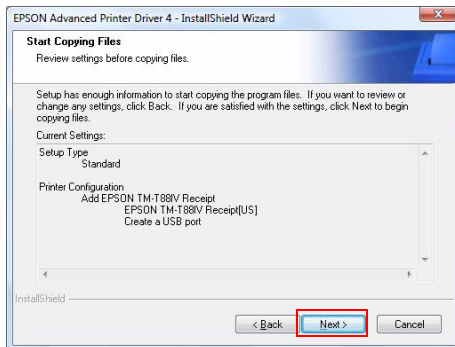 EPSON Advanced Printer Driver 4 - InstallShield Wizard
Start Copying Files
Review settings before copying files.
Setup has enough information to start copying the program files. If you want to review or
change any settings, click Back. If you are satisfied with the settings, click Next to begin
copying files.
Current Settings:
Setup Type
Standard
Printer Configuration
Add EPSON TM-T88IV Receipt
EPSON TM-T88IV Receipt[US]
Create a USB port
InstallShield
< Back
Next >
Cancel